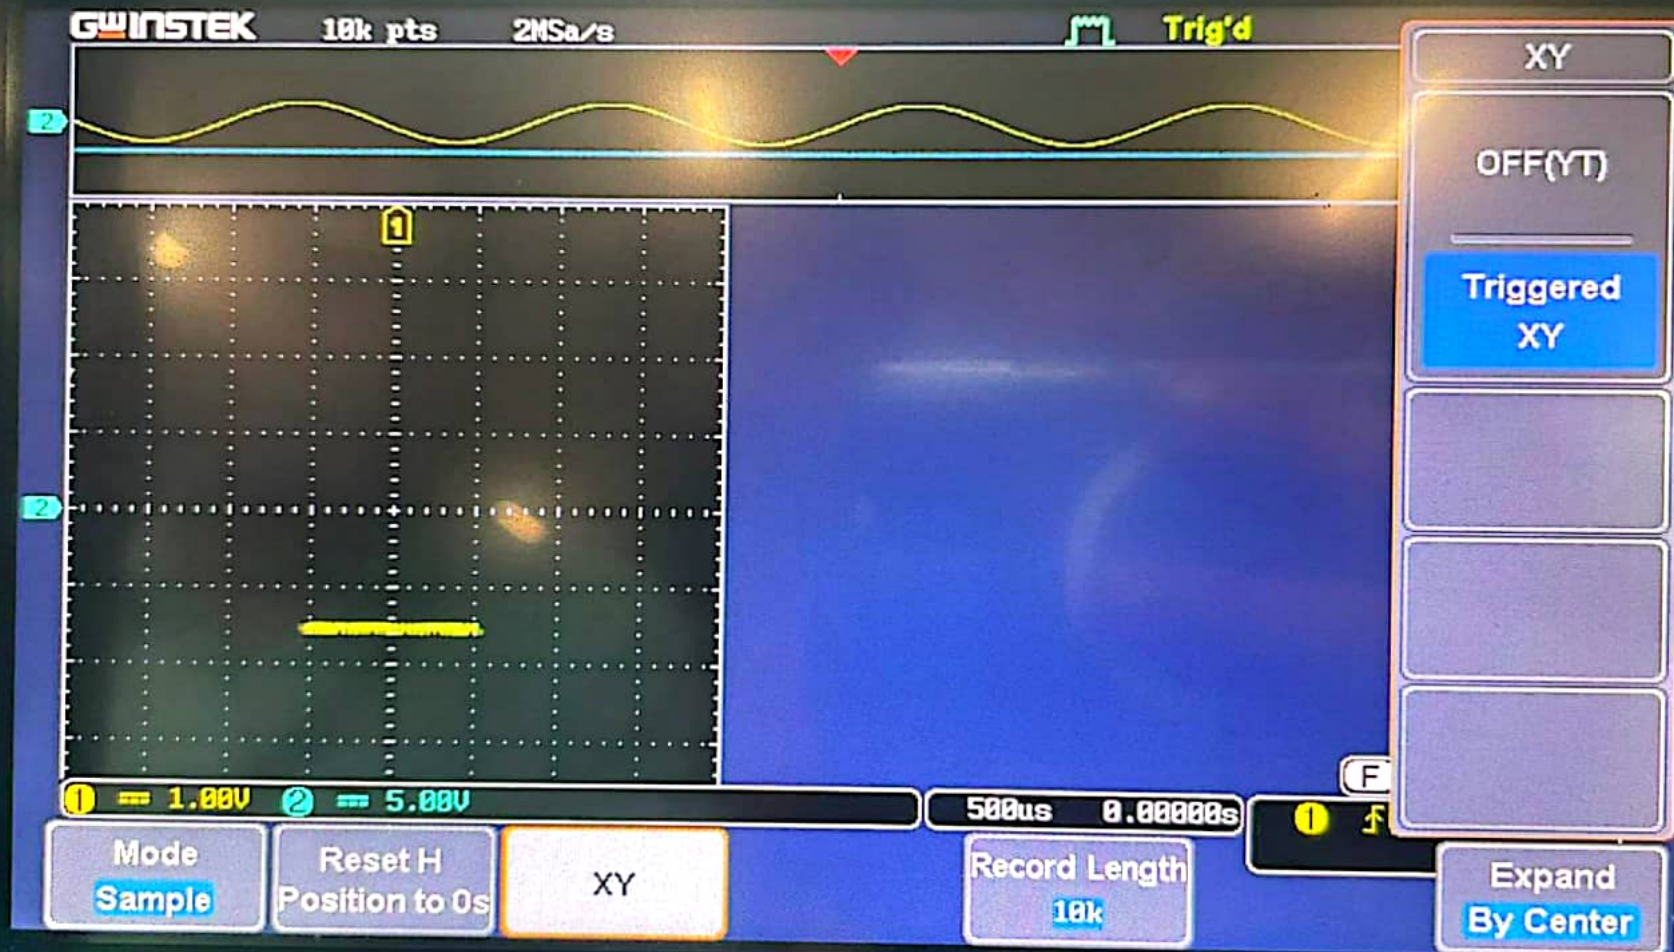 GWINSTEK 10k pts 2MSa/s Trig'd
XY
2
OFF(YT)
1
Triggered
XY
2
F
1 1.00V 2 5.00V 500us 0.00000s 1
Mode
Sample
Reset H
Position to 0s
XY
Record Length
10k
Expand
By Center